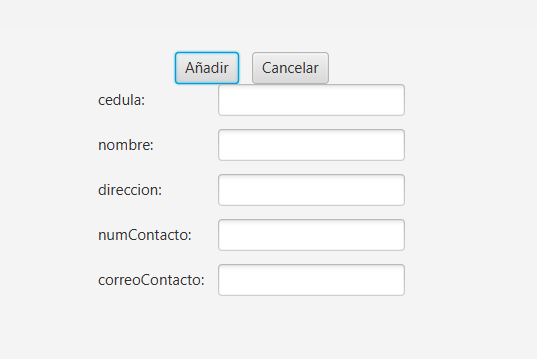 Añadir Cancelar
cedula:
nombre:
direccion:
numContacto:
correoContacto: